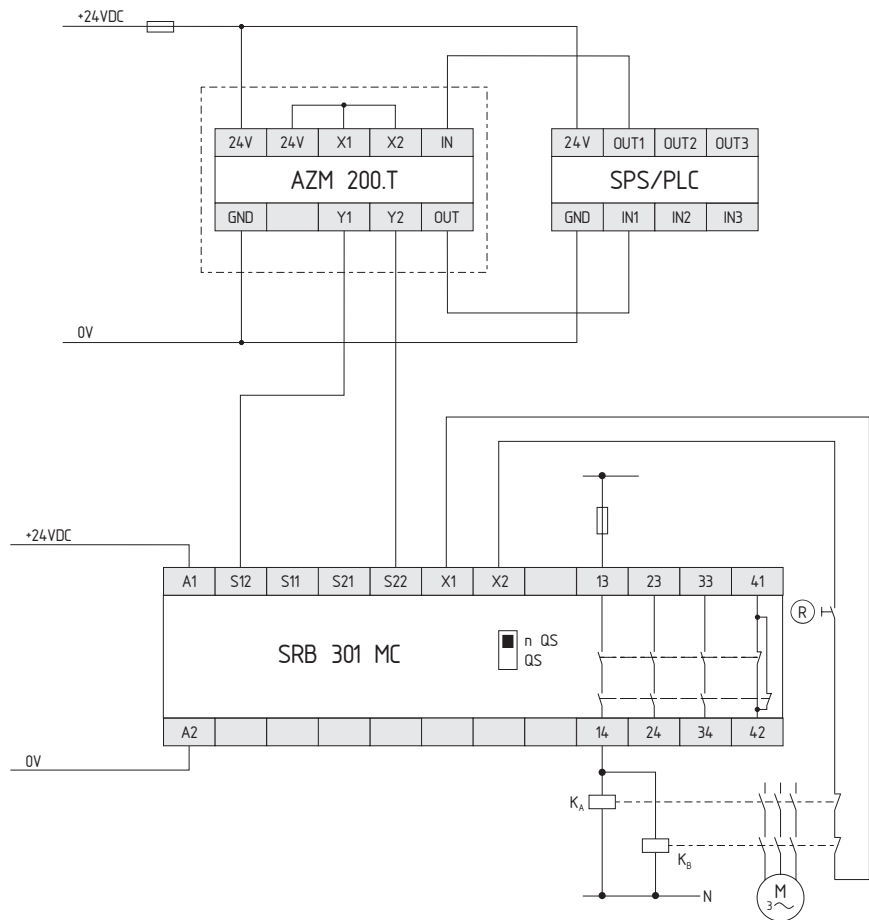 +24VDC
24V 24V X1 X2 IN
AZM 200.T
GND Y1 Y2 OUT
24V OUT1 OUT2 OUT3
SPS/PLC
GND IN1 IN2 IN3
0V
+24VDC
A1 S12 S11 S21 S22 X1 X2 13 23 33 41
SRB 301 MC
n QS
QS
R
A2 14 24 34 42
0V
KA
KB
N
M
3~